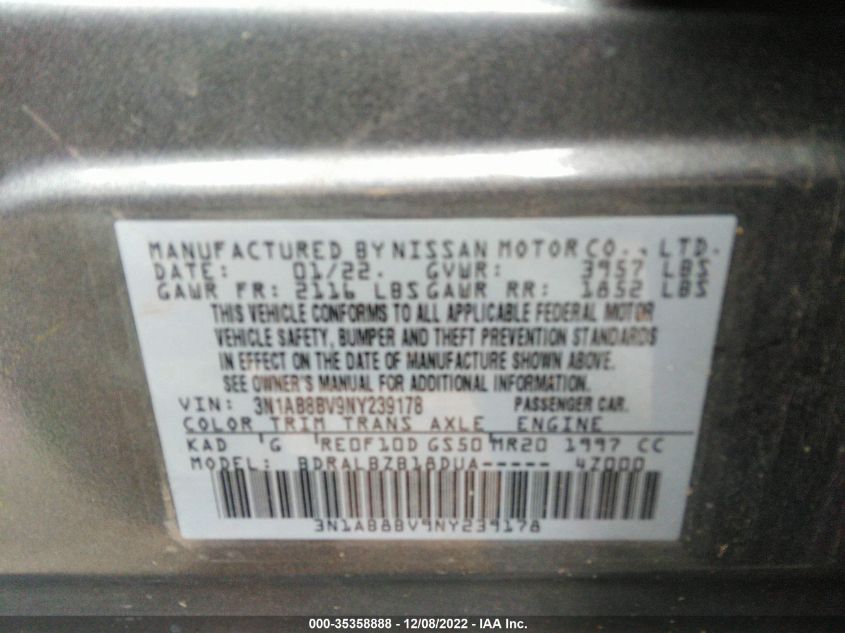 MANUFACTURED BY NISSAN MOTOR CO., LTD.
DATE: 01/22. GVWR: 3957 LBS
GAWR FR: 2116 LBS GAWR RR: 1852 LBS
THIS VEHICLE CONFORMS TO ALL APPLICABLE FEDERAL MOTOR
VEHICLE SAFETY, BUMPER AND THEFT PREVENTION STANDARDS
IN EFFECT ON THE DATE OF MANUFACTURE SHOWN ABOVE.
SEE OWNER'S MANUAL FOR ADDITIONAL INFORMATION.
VIN: 3N1AB8BV9NY239178 PASSENGER CAR.
COLOR TRIM TRANS AXLE ENGINE
KAD 'G RE0F10D GS50 MR20 1997 CC
MODEL: BDRALBZB18DUA----- 4Z000
3N1AB8BV9NY239178
000-35358888 - 12/08/2022 - IAA Inc.